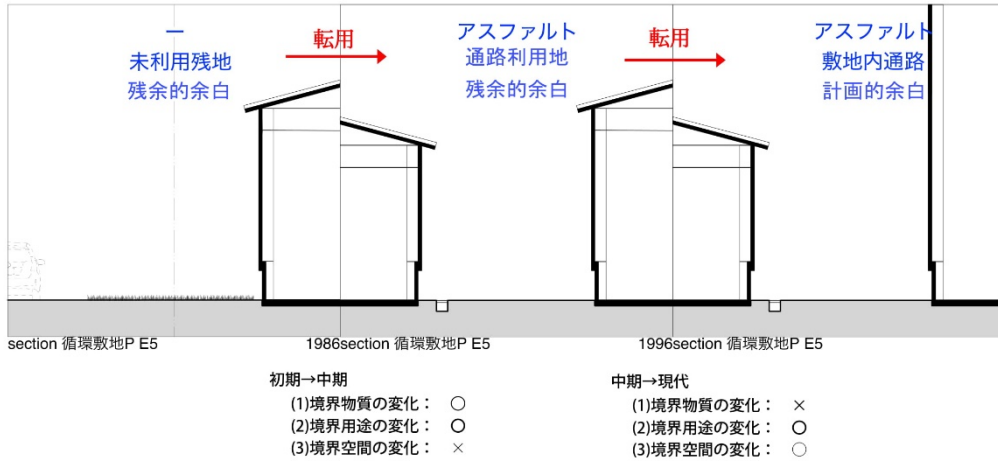 ー
未利用残地
残余的余白
転用
アスファルト
通路利用地
残余的余白
転用
アスファルト
敷地内通路
計画的余白
section 循環敷地P E5
1986section 循環敷地P E5
1996section 循環敷地P E5
初期→中期
(1)境界物質の変化： ○
(2)境界用途の変化： ○
(3)境界空間の変化： ×
中期→現代
(1)境界物質の変化： ×
(2)境界用途の変化： ○
(3)境界空間の変化： ○